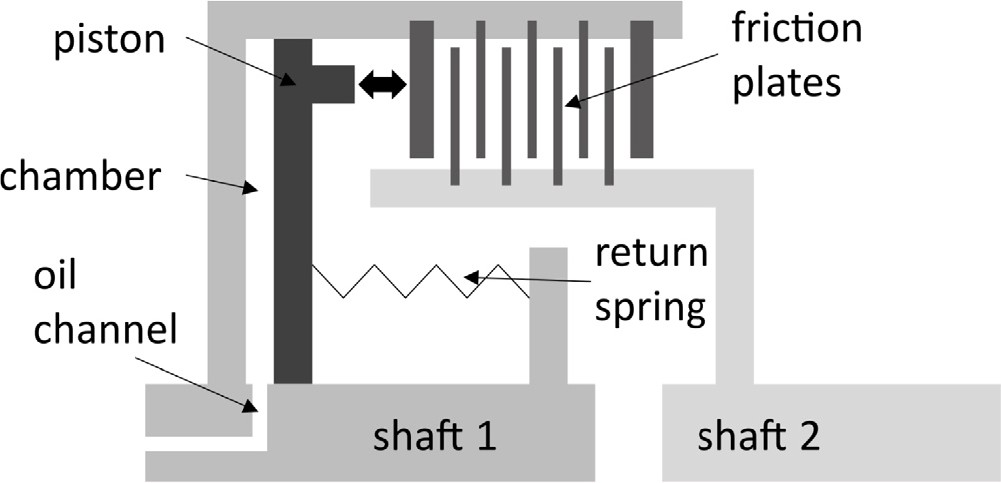 piston
friction
plates
chamber
oil
channel
return
spring
shaft 1
shaft 2